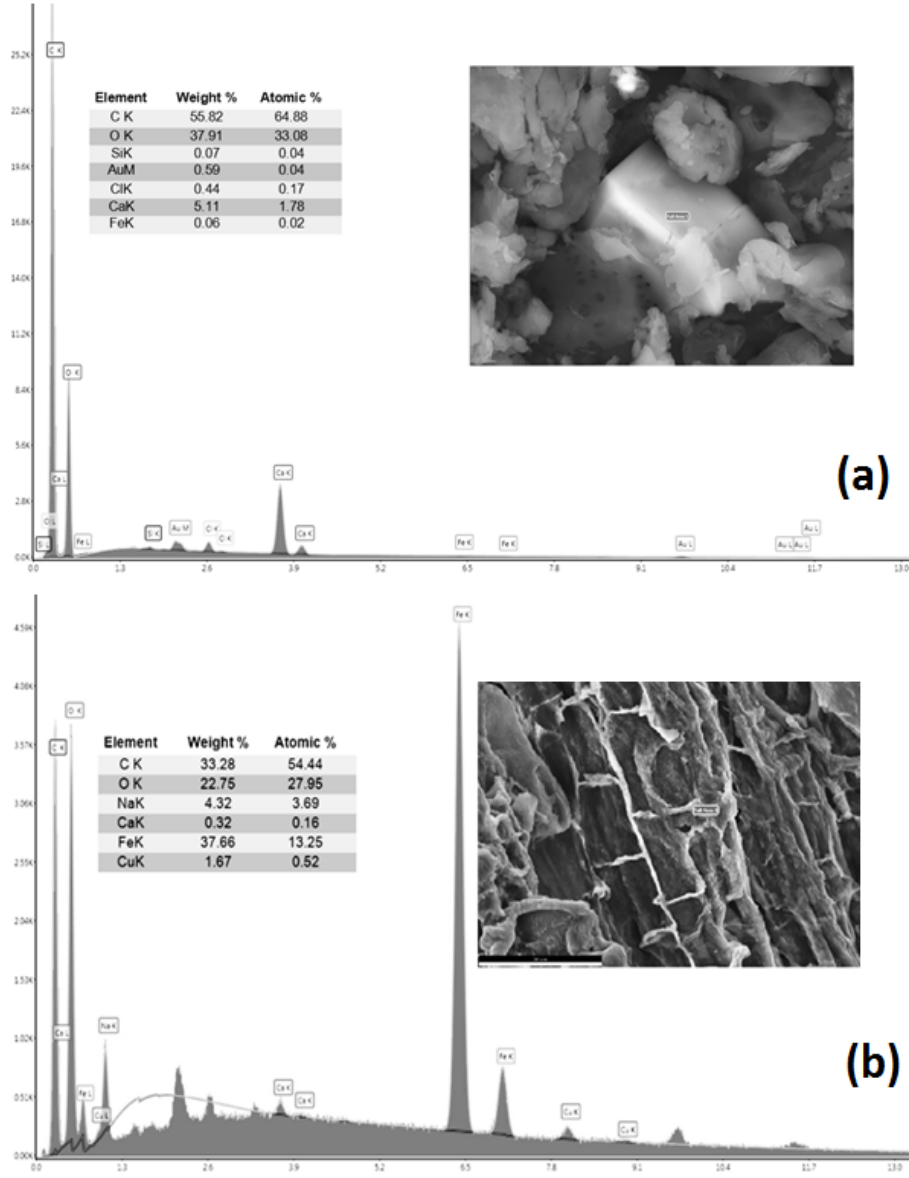 25.2K
C K
22.4K
19.6K
16.8K
14.0K
11.2K
8.4K
5.6K
2.8K
0.0K
Element Weight % Atomic %
C K 55.82 64.88
O K 37.91 33.08
SiK 0.07 0.04
AuM 0.59 0.04
ClK 0.44 0.17
CaK 5.11 1.78
FeK 0.06 0.02
O K
Ca L
Si L
Fe L
Si K
Au M
Ca K
Ca K
Fe K
Fe K
Au L
Au L
Au L
Au L
(a)
0.0 1.3 2.6 3.9 5.2 6.5 7.8 9.1 10.4 11.7 13.0
4.59K
4.08K
3.57K
3.06K
2.55K
2.04K
1.53K
1.02K
0.51K
0.00K
Fe K
O K
C K
Element Weight % Atomic %
C K 33.28 54.44
O K 22.75 27.95
NaK 4.32 3.69
CaK 0.32 0.16
FeK 37.66 13.25
CuK 1.67 0.52
Ca L
Na K
Fe L
Cu L
Ca K
Ca K
Fe K
Cu K
Cu K
(b)
0.0 1.3 2.6 3.9 5.2 6.5 7.8 9.1 10.4 11.7 13.0